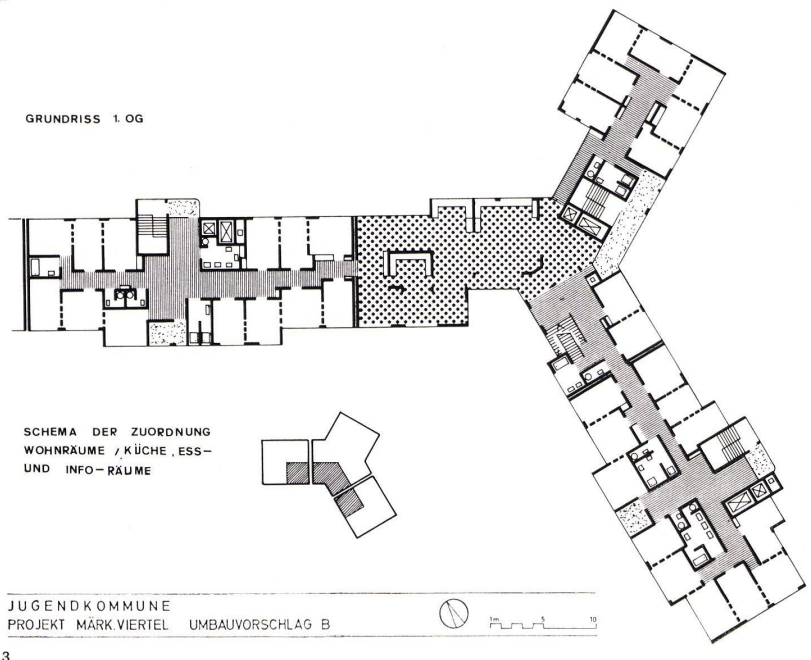 GRUNDRISS 1. OG
SCHEMA DER ZUORDNUNG
WOHNRÄUME / KÜCHE, ESS-
UND INFO-RÄUME
JUGENDKOMMUNE
PROJEKT MÄRK. VIERTEL UMBAUVORSCHLAG B
1m 5 10
3